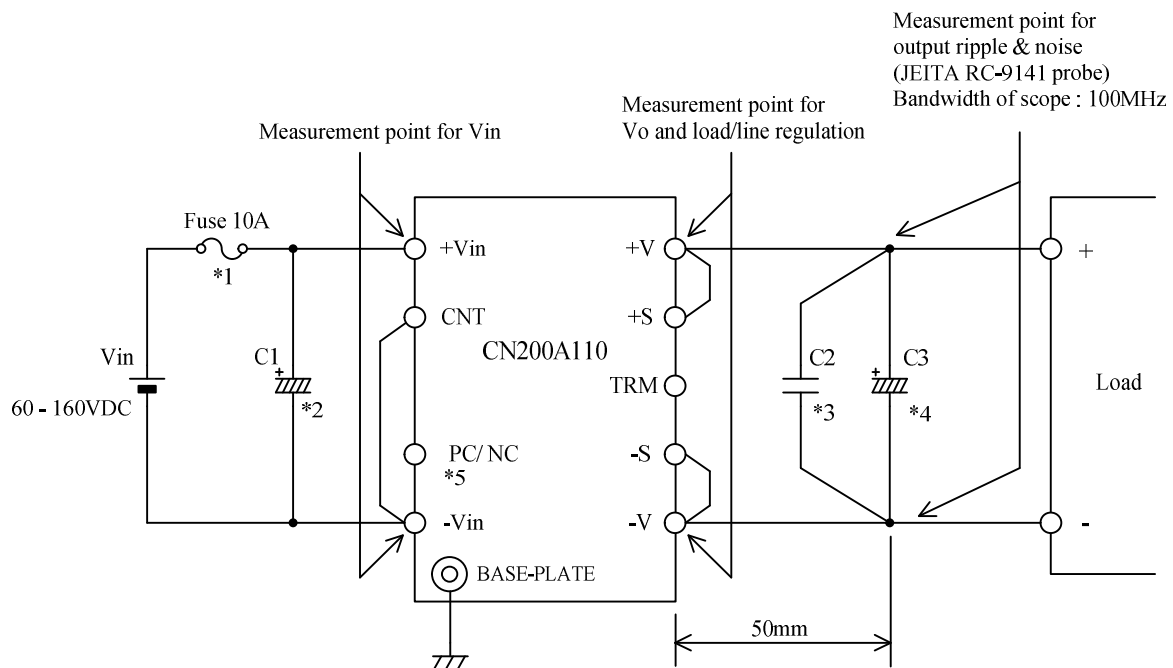 Measurement point for
output ripple & noise
(JEITA RC-9141 probe)
Bandwidth of scope : 100MHz
Measurement point for
Vo and load/line regulation
Measurement point for Vin
Fuse 10A
*1
+Vin
+V
+
CNT
+S
CN200A110
Vin
60 - 160VDC
C1
+
*2
TRM
C2
*3
C3
+
*4
Load
PC/ NC
*5
-S
-Vin
-V
-
BASE-PLATE
50mm